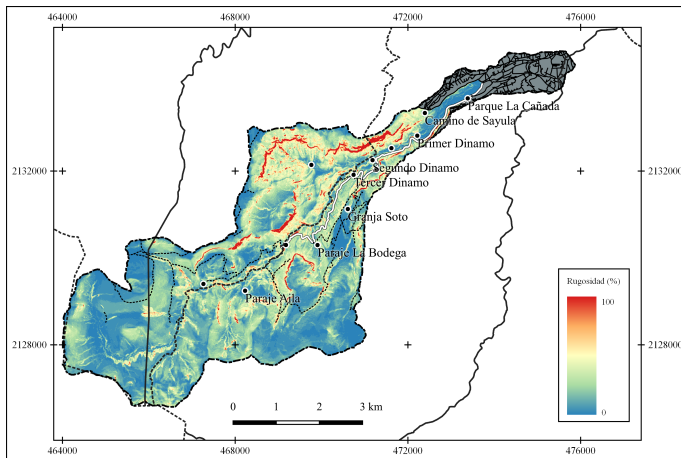 464000 468000 472000 476000
Parque La Cañada
Camino de Sayula
Primer Dinamo
2132000 2132000
Segundo Dinamo
Tercer Dinamo
Granja Soto
Paraje La Bodega
Rugosidad (%)
Paraje Ajla
100
2128000 2128000
0 1 2 3 km
0
464000 468000 472000 476000